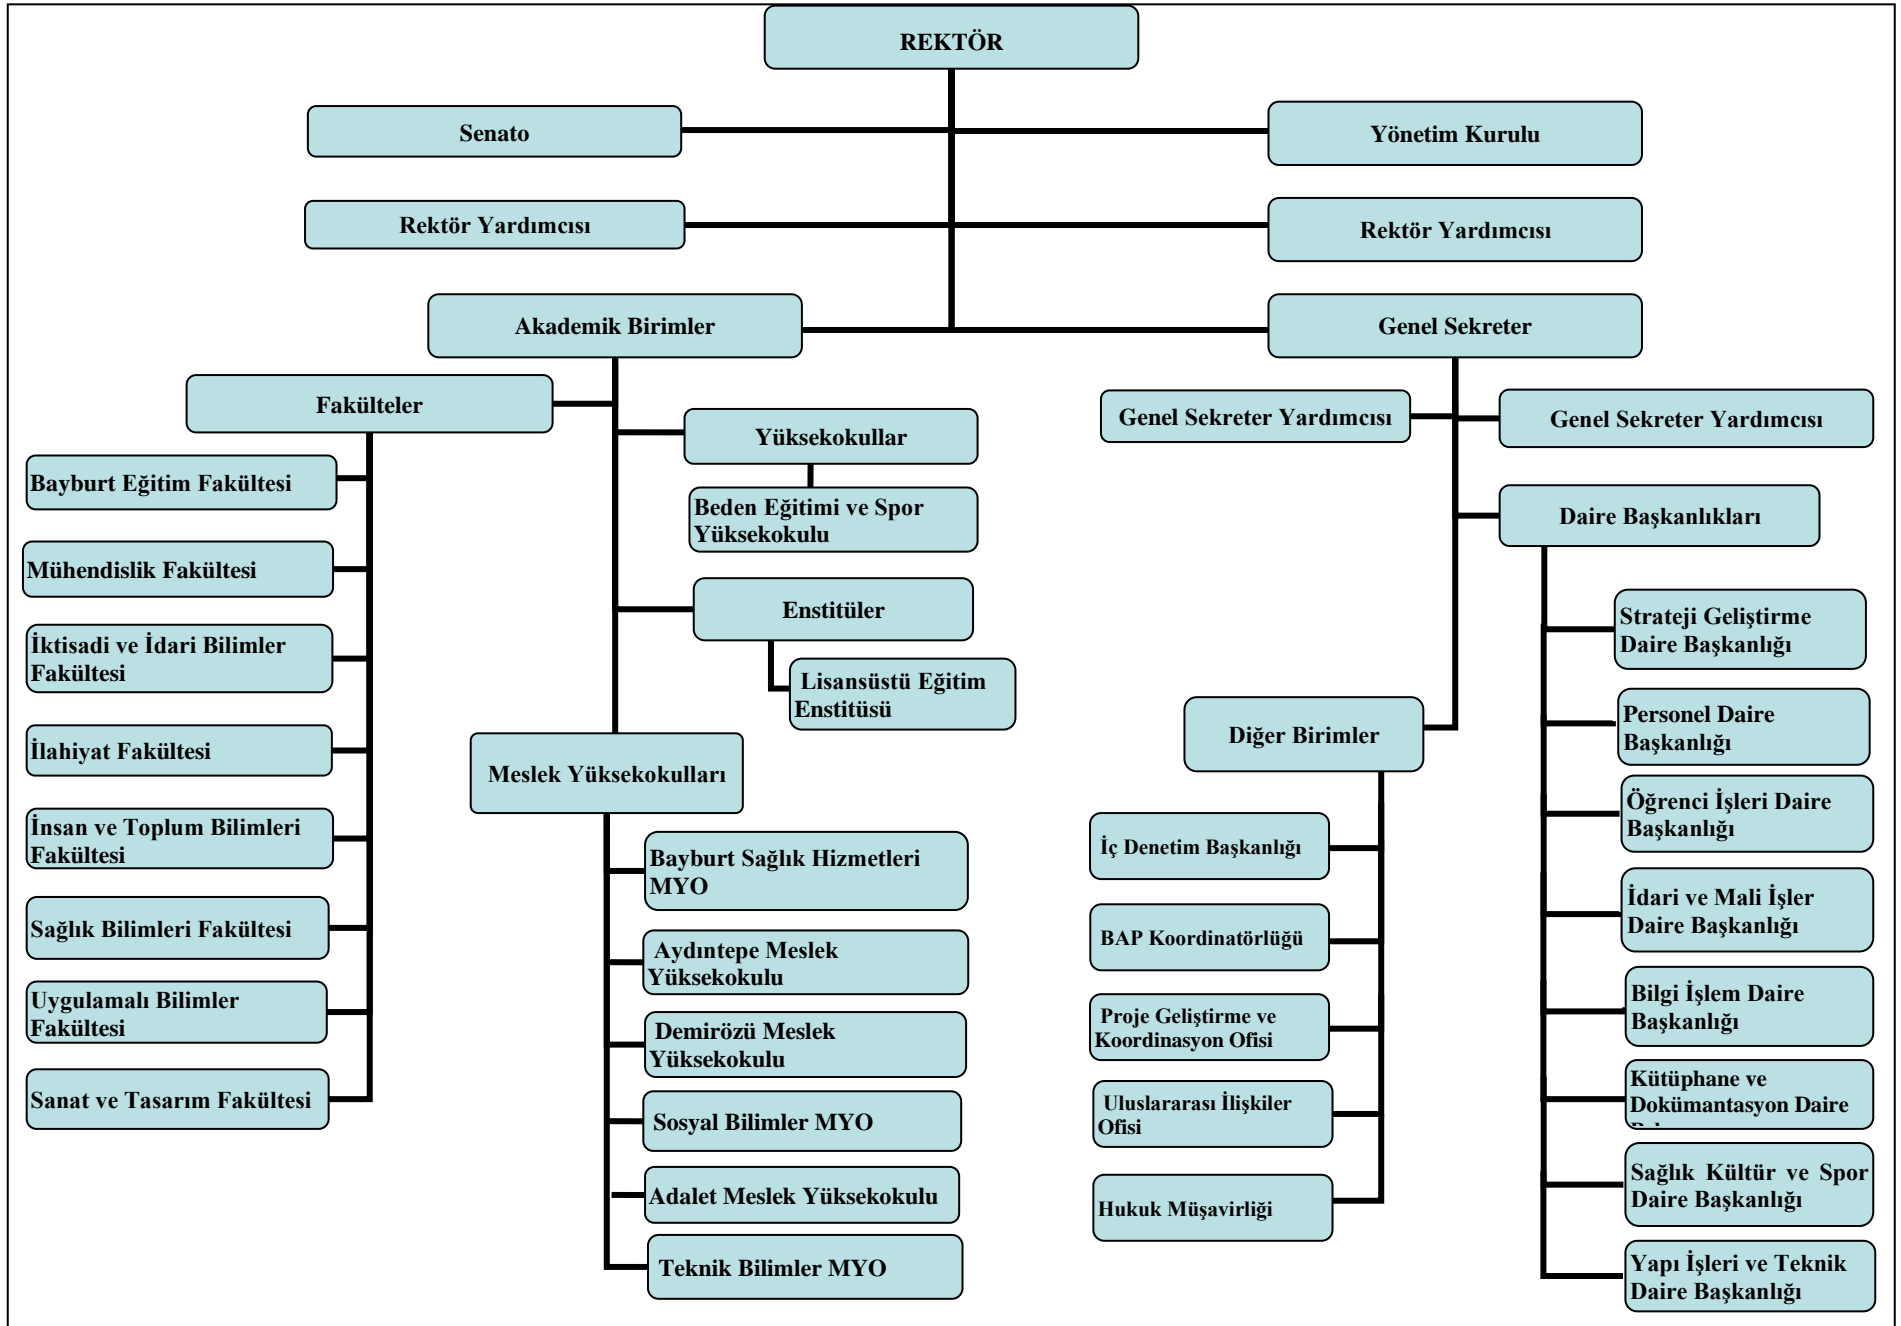 REKTÖR
Senato
Yönetim Kurulu
Rektör Yardımcısı
Rektör Yardımcısı
Akademik Birimler
Genel Sekreter
Fakülteler
Bayburt Eğitim Fakültesi
Mühendislik Fakültesi
İktisadi ve İdari Bilimler
Fakültesi
İlahiyat Fakültesi
İnsan ve Toplum Bilimleri
Fakültesi
Sağlık Bilimleri Fakültesi
Uygulamalı Bilimler
Fakültesi
Sanat ve Tasarım Fakültesi
Yüksekokullar
Beden Eğitimi ve Spor
Yüksekokulu
Enstitüler
Lisansüstü Eğitim
Enstitüsü
Meslek Yüksekokulları
Bayburt Sağlık Hizmetleri
MYO
Aydıntepe Meslek
Yüksekokulu
Demirözü Meslek
Yüksekokulu
Sosyal Bilimler MYO
Adalet Meslek Yüksekokulu
Teknik Bilimler MYO
Genel Sekreter Yardımcısı
Genel Sekreter Yardımcısı
Daire Başkanlıkları
Diğer Birimler
İç Denetim Başkanlığı
BAP Koordinatörlüğü
Proje Geliştirme ve
Koordinasyon Ofisi
Uluslararası İlişkiler
Ofisi
Hukuk Müşavirliği
Strateji Geliştirme
Daire Başkanlığı
Personel Daire
Başkanlığı
Öğrenci İşleri Daire
Başkanlığı
İdari ve Mali İşler
Daire Başkanlığı
Bilgi İşlem Daire
Başkanlığı
Kütüphane ve
Dokümantasyon Daire
Sağlık Kültür ve Spor
Daire Başkanlığı
Yapı İşleri ve Teknik
Daire Başkanlığı